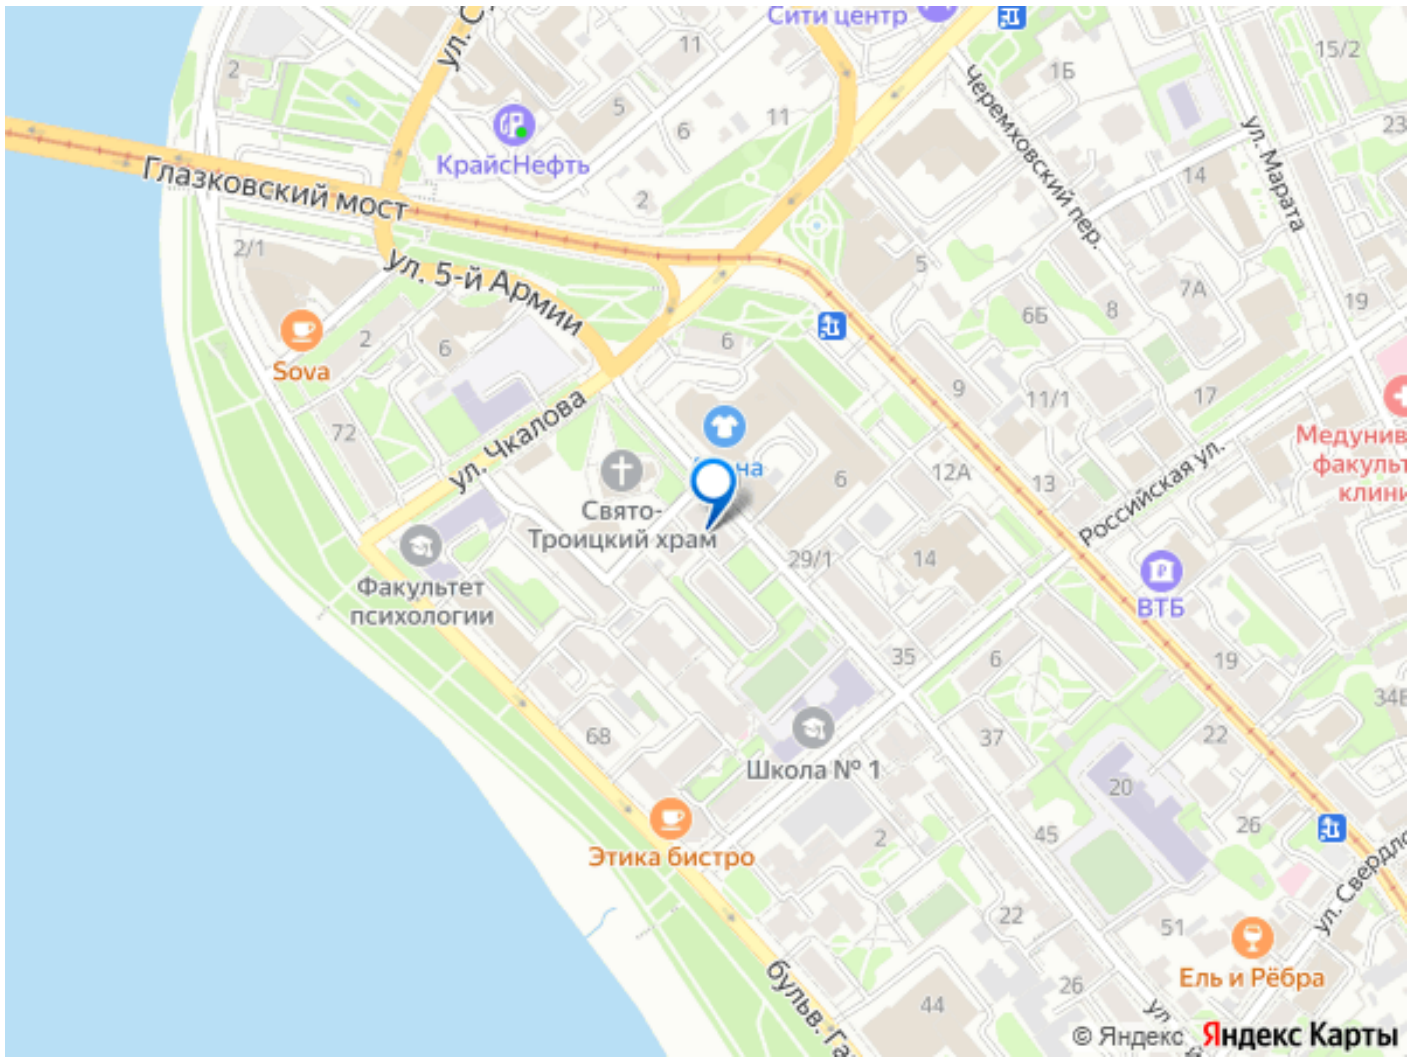 Сити центр
ул.
11
15/2
2
1Б
5
11
6
23
КрайсНефть
Черемховский пер.
ул. Марата
14
Глазковский мост
2
2/1
ул. 5-й Армии
5
7А
19
6Б
8
6
2
6
Sova
9
11/1
17
72
ул. Чкалова
Медунив
факульт
клини
Российская ул.
на
6
12А
13
Свято-
Троицкий храм
29/1
14
Факультет
психологии
ВТБ
35
6
19
34В
68
37
22
Школа № 1
20
Этика бистро
2
45
26
ул. Свердло
22
51
Ель и Рёбра
бульв. Га
26
44
ул.
© Яндекс Яндекс Карты